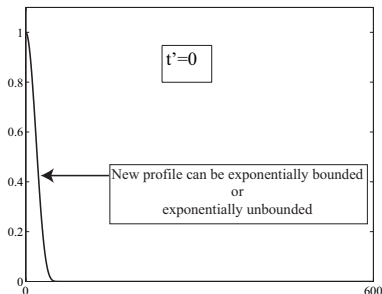 1
t'=0
0.8
0.6
New profile can be exponentially bounded
0.4
or
exponentially unbounded
0.2
0
0
600